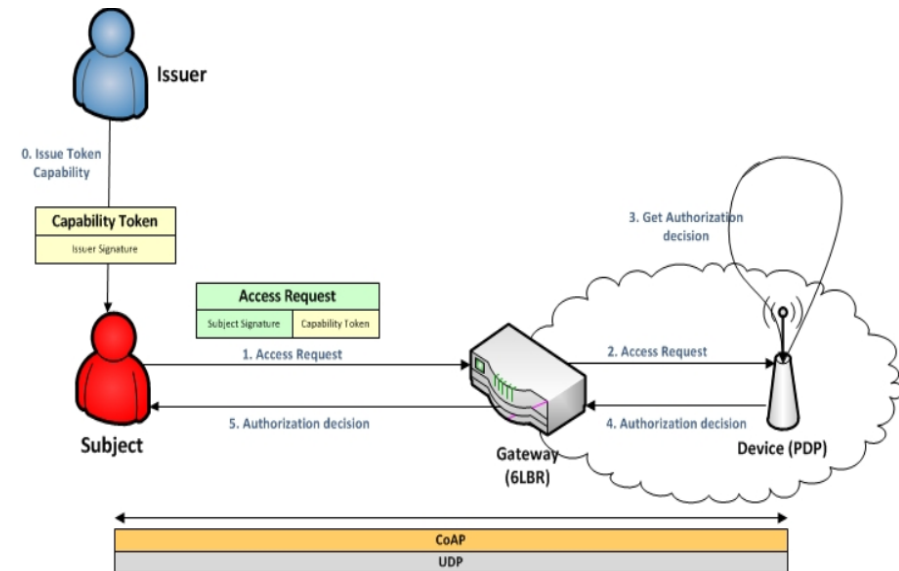 Issuer
0. Issue Token
Capability
Capability Token
Issuer Signature
3. Get Authorization
decision
Access Request
Subject Signature
Capability Token
1. Access Request
2. Access Request
5. Authorization decision
4. Authorization decision
Subject
Gateway
(6LBR)
Device (PDP)
CoAP
UDP